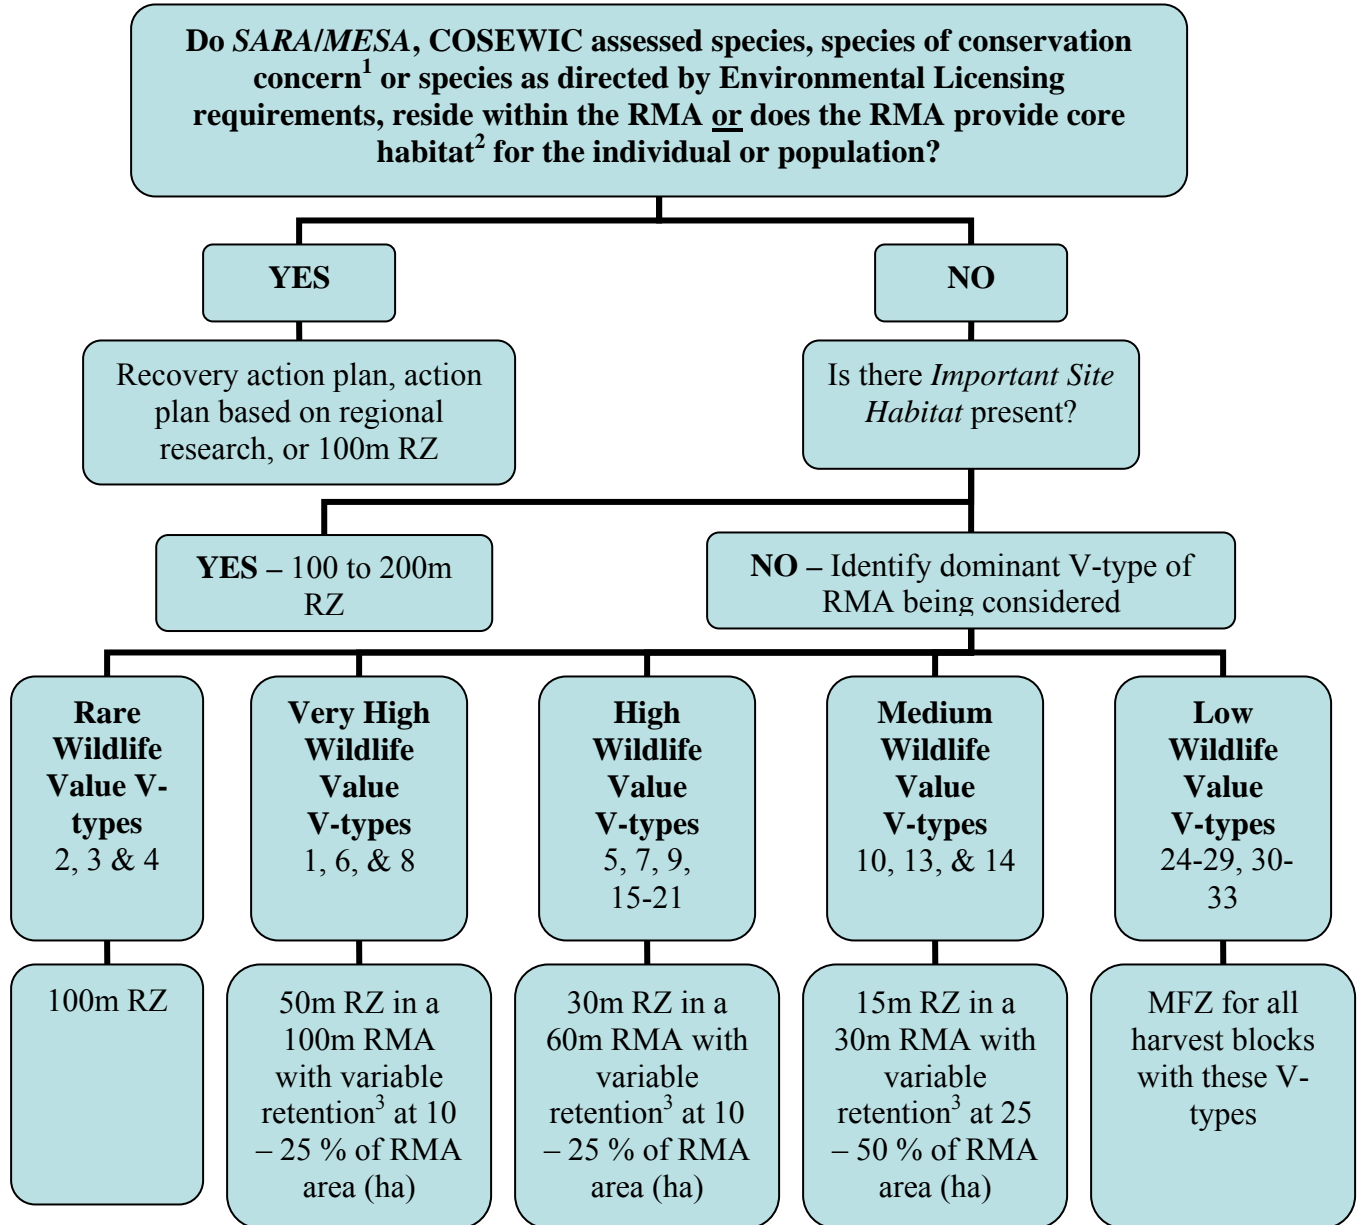 Do SARA/MESA, COSEWIC assessed species, species of conservation
concern¹ or species as directed by Environmental Licensing
requirements, reside within the RMA or does the RMA provide core
habitat² for the individual or population?
YES
NO
Recovery action plan, action
plan based on regional
research, or 100m RZ
Is there Important Site
Habitat present?
YES – 100 to 200m
RZ
NO – Identify dominant V-type of
RMA being considered
Rare
Wildlife
Value V-
types
2, 3 & 4
Very High
Wildlife
Value
V-types
1, 6, & 8
High
Wildlife
Value
V-types
5, 7, 9,
15-21
Medium
Wildlife
Value
V-types
10, 13, & 14
Low
Wildlife
Value
V-types
24-29, 30-
33
100m RZ
50m RZ in a
100m RMA
with variable
retention³ at 10
– 25 % of RMA
area (ha)
30m RZ in a
60m RMA with
variable
retention³ at 10
– 25 % of RMA
area (ha)
15m RZ in a
30m RMA with
variable
retention³ at 25
– 50 % of RMA
area (ha)
MFZ for all
harvest blocks
with these V-
types